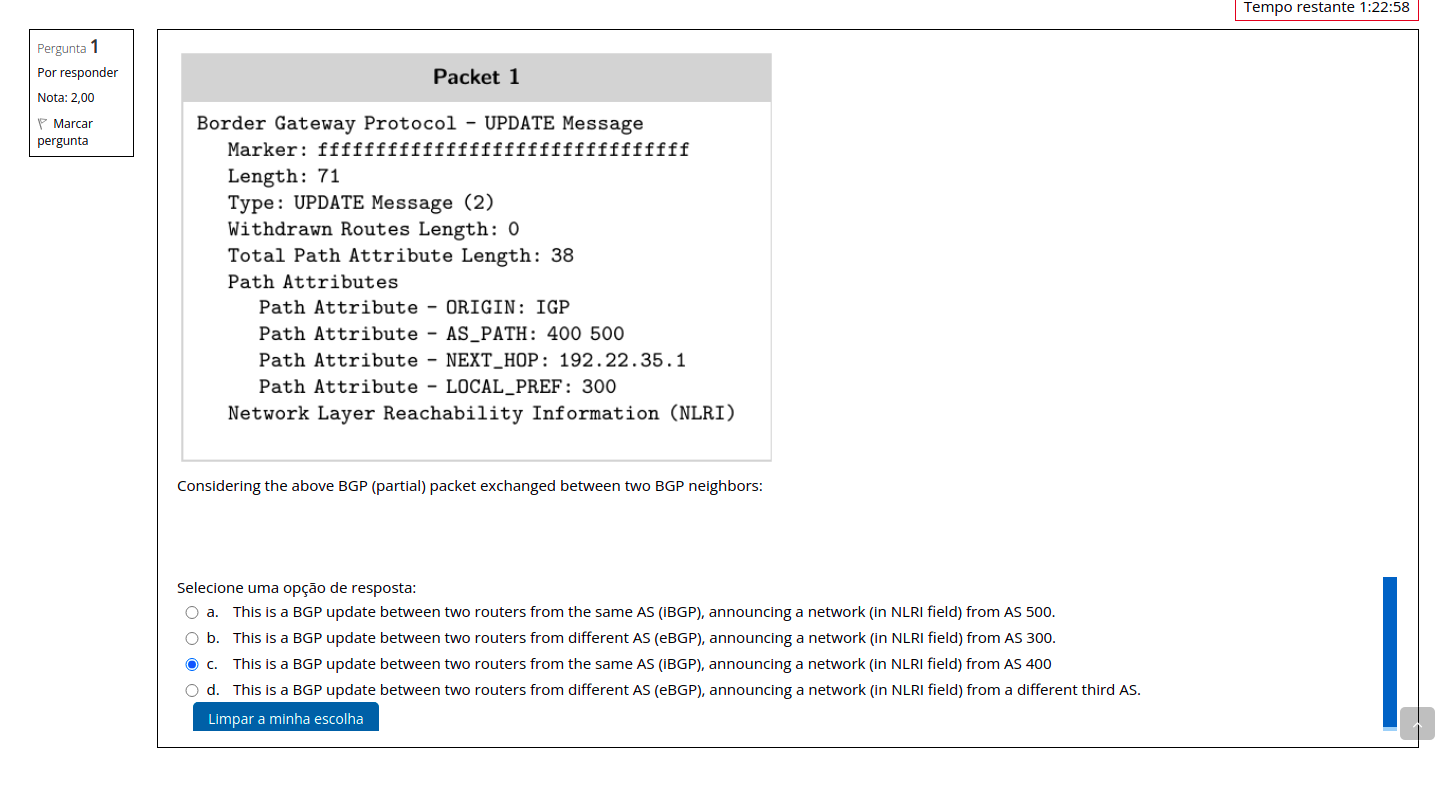 Tempo restante 1:22:58
Pergunta 1
Por responder
Nota: 2,00
Marcar
pergunta
Packet 1
Border Gateway Protocol - UPDATE Message
Marker: ffffffffffffffffffffffffffffffff
Length: 71
Type: UPDATE Message (2)
Withdrawn Routes Length: 0
Total Path Attribute Length: 38
Path Attributes
Path Attribute - ORIGIN: IGP
Path Attribute - AS_PATH: 400 500
Path Attribute - NEXT_HOP: 192.22.35.1
Path Attribute - LOCAL_PREF: 300
Network Layer Reachability Information (NLRI)
Considering the above BGP (partial) packet exchanged between two BGP neighbors:
Selecione uma opção de resposta:
a. This is a BGP update between two routers from the same AS (iBGP), announcing a network (in NLRI field) from AS 500.
b. This is a BGP update between two routers from different AS (eBGP), announcing a network (in NLRI field) from AS 300.
c. This is a BGP update between two routers from the same AS (iBGP), announcing a network (in NLRI field) from AS 400
d. This is a BGP update between two routers from different AS (eBGP), announcing a network (in NLRI field) from a different third AS.
Limpar a minha escolha